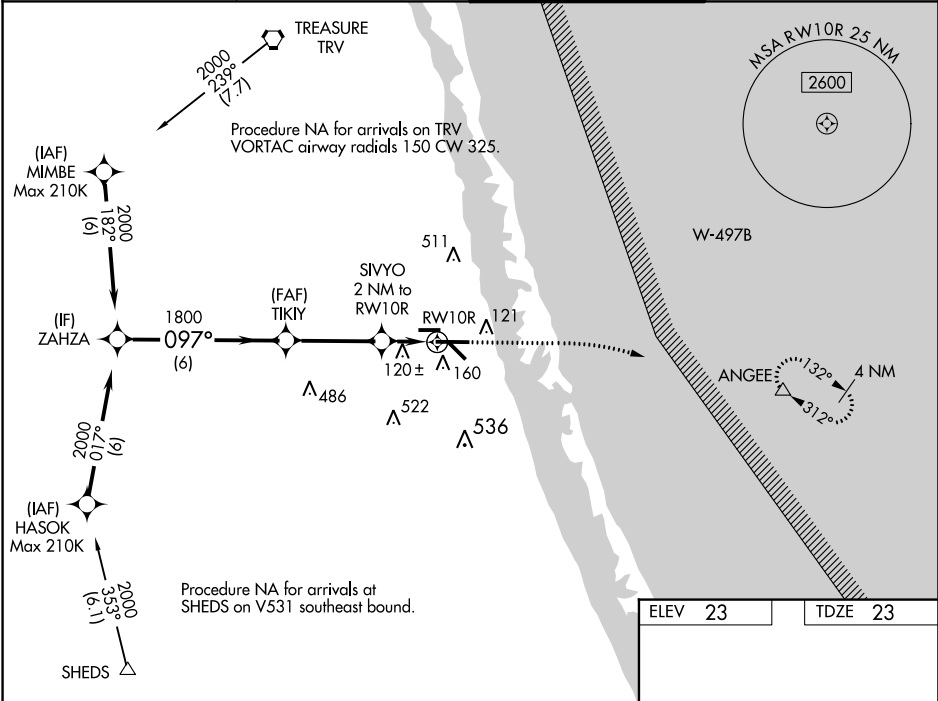 TREASURE
TRV
2000
239°
(7.7)
MSA RW10R 25 NM
2600
Procedure NA for arrivals on TRV
VORTAC airway radials 150 CW 325.
(IAF)
MIMBE
Max 210K
2000
182°
(6)
W-497B
511
SIVYO
2 NM to
RW10R
(FAF)
TIKIY
RW10R
121
(IF)
ZAHZA
1800
097°
(6)
120 ±
160
ANGEE
132°
4 NM
312°
486
522
536
2000
017°
(6)
(IAF)
HASOK
Max 210K
2000
353°
(6.1)
Procedure NA for arrivals at
SHEDS on V531 southeast bound.
SHEDS
ELEV 23
TDZE 23